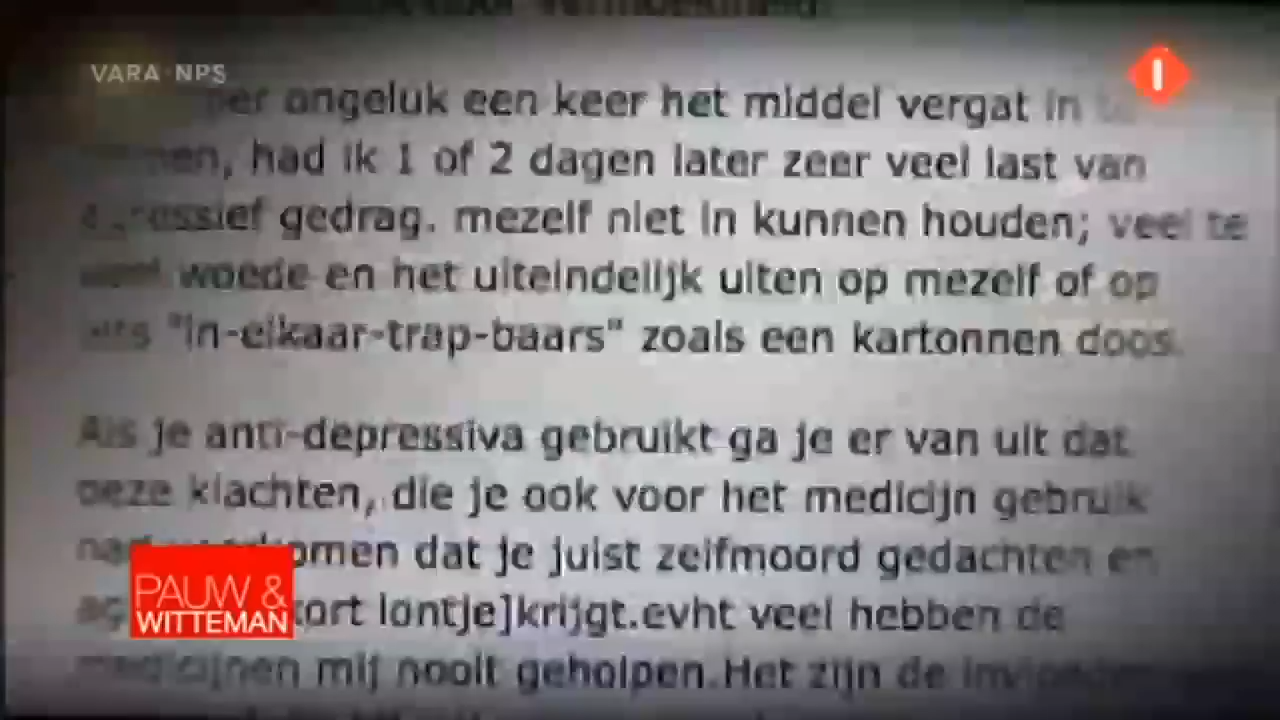 VARA NPS
per ongeluk een keer het middel vergat in
had ik 1 of 2 dagen later zeer veel last van
gedrag. mezelf niet in kunnen houden; veel te
veel woede en het uiteindelijk uiten op mezelf of op
iets "in-elkaar-trap-baars" zoals een kartonnen doos.
Als je anti-depressiva gebruikt ga je er van uit dat
deze klachten, die je ook voor het medicijn gebruik
dat je juist zelfmoord gedachten en
kort lontje]krijgt.evht veel hebben de
medicijnen mij nooit geholpen.Het zijn de
PAUW &
WITTEMAN